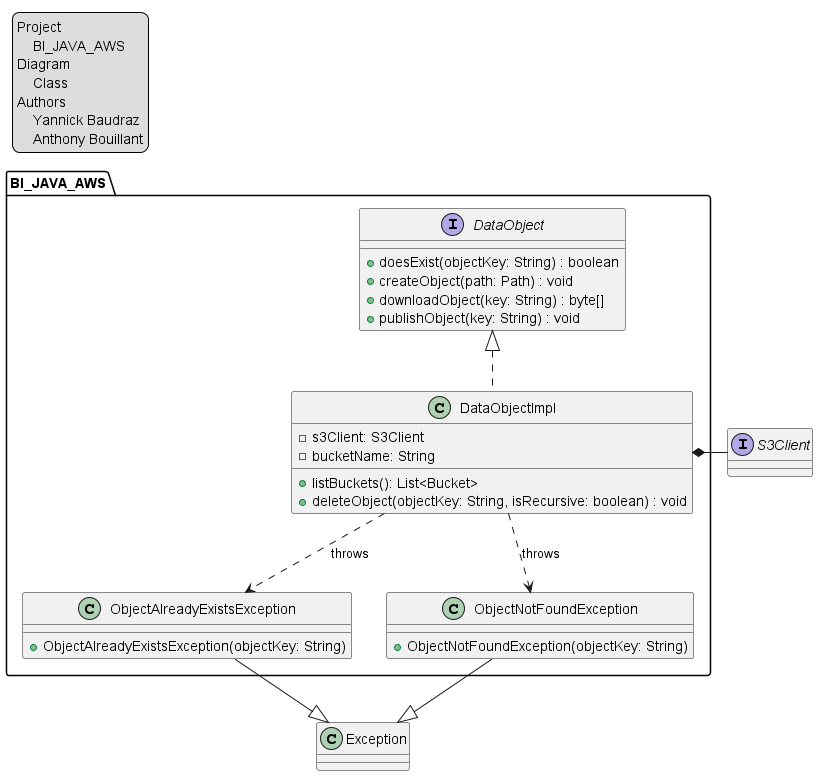 Project
BI_JAVA_AWS
Diagram
Class
Authors
Yannick Baudraz
Anthony Bouillant
BI_JAVA_AWS
I DataObject
doesExist(objectKey: String) : boolean
createObject(path: Path) : void
downloadObject(key: String) : byte[]
publishObject(key: String) : void
C DataObjectImpl
s3Client: S3Client
bucketName: String
listBuckets(): List<Bucket>
deleteObject(objectKey: String, isRecursive: boolean) : void
I S3Client
throws
throws
C ObjectAlreadyExistsException
ObjectAlreadyExistsException(objectKey: String)
C ObjectNotFoundException
ObjectNotFoundException(objectKey: String)
C Exception